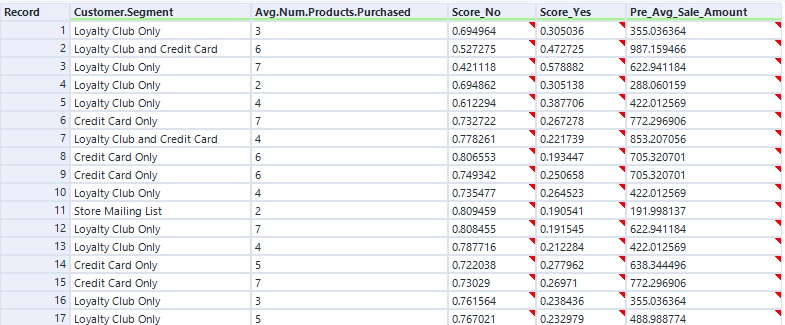 Record Customer.Segment Avg.Num.Products.Purchased Score_No Score_Yes Pre_Avg_Sale_Amount
1 Loyalty Club Only 3 0.694964 0.305036 355.036364
2 Loyalty Club and Credit Card 6 0.527275 0.472725 987.159466
3 Loyalty Club Only 7 0.421118 0.578882 622.941184
4 Loyalty Club Only 2 0.694862 0.305138 288.060159
5 Loyalty Club Only 4 0.612294 0.387706 422.012569
6 Credit Card Only 7 0.732722 0.267278 772.296906
7 Loyalty Club and Credit Card 4 0.778261 0.221739 853.207056
8 Credit Card Only 6 0.806553 0.193447 705.320701
9 Credit Card Only 6 0.749342 0.250658 705.320701
10 Loyalty Club Only 4 0.735477 0.264523 422.012569
11 Store Mailing List 2 0.809459 0.190541 191.998137
12 Loyalty Club Only 7 0.808455 0.191545 622.941184
13 Loyalty Club Only 4 0.787716 0.212284 422.012569
14 Credit Card Only 5 0.722038 0.277962 638.344496
15 Credit Card Only 7 0.73029 0.26971 772.296906
16 Loyalty Club Only 3 0.761564 0.238436 355.036364
17 Loyalty Club Only 5 0.767021 0.232979 488.988774